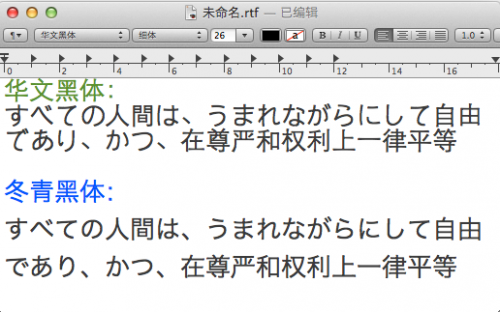 未命名.rtf — 已编辑
华文黑体 细体 26 a B I U 1.0
0 2 4 6 8 10 12 14 16
华文黑体:
すべての人間は、うまれながらにして自由
であり、かつ、在尊严和权利上一律平等
冬青黑体:
すべての人間は、うまれながらにして自由
であり、かつ、在尊严和权利上一律平等